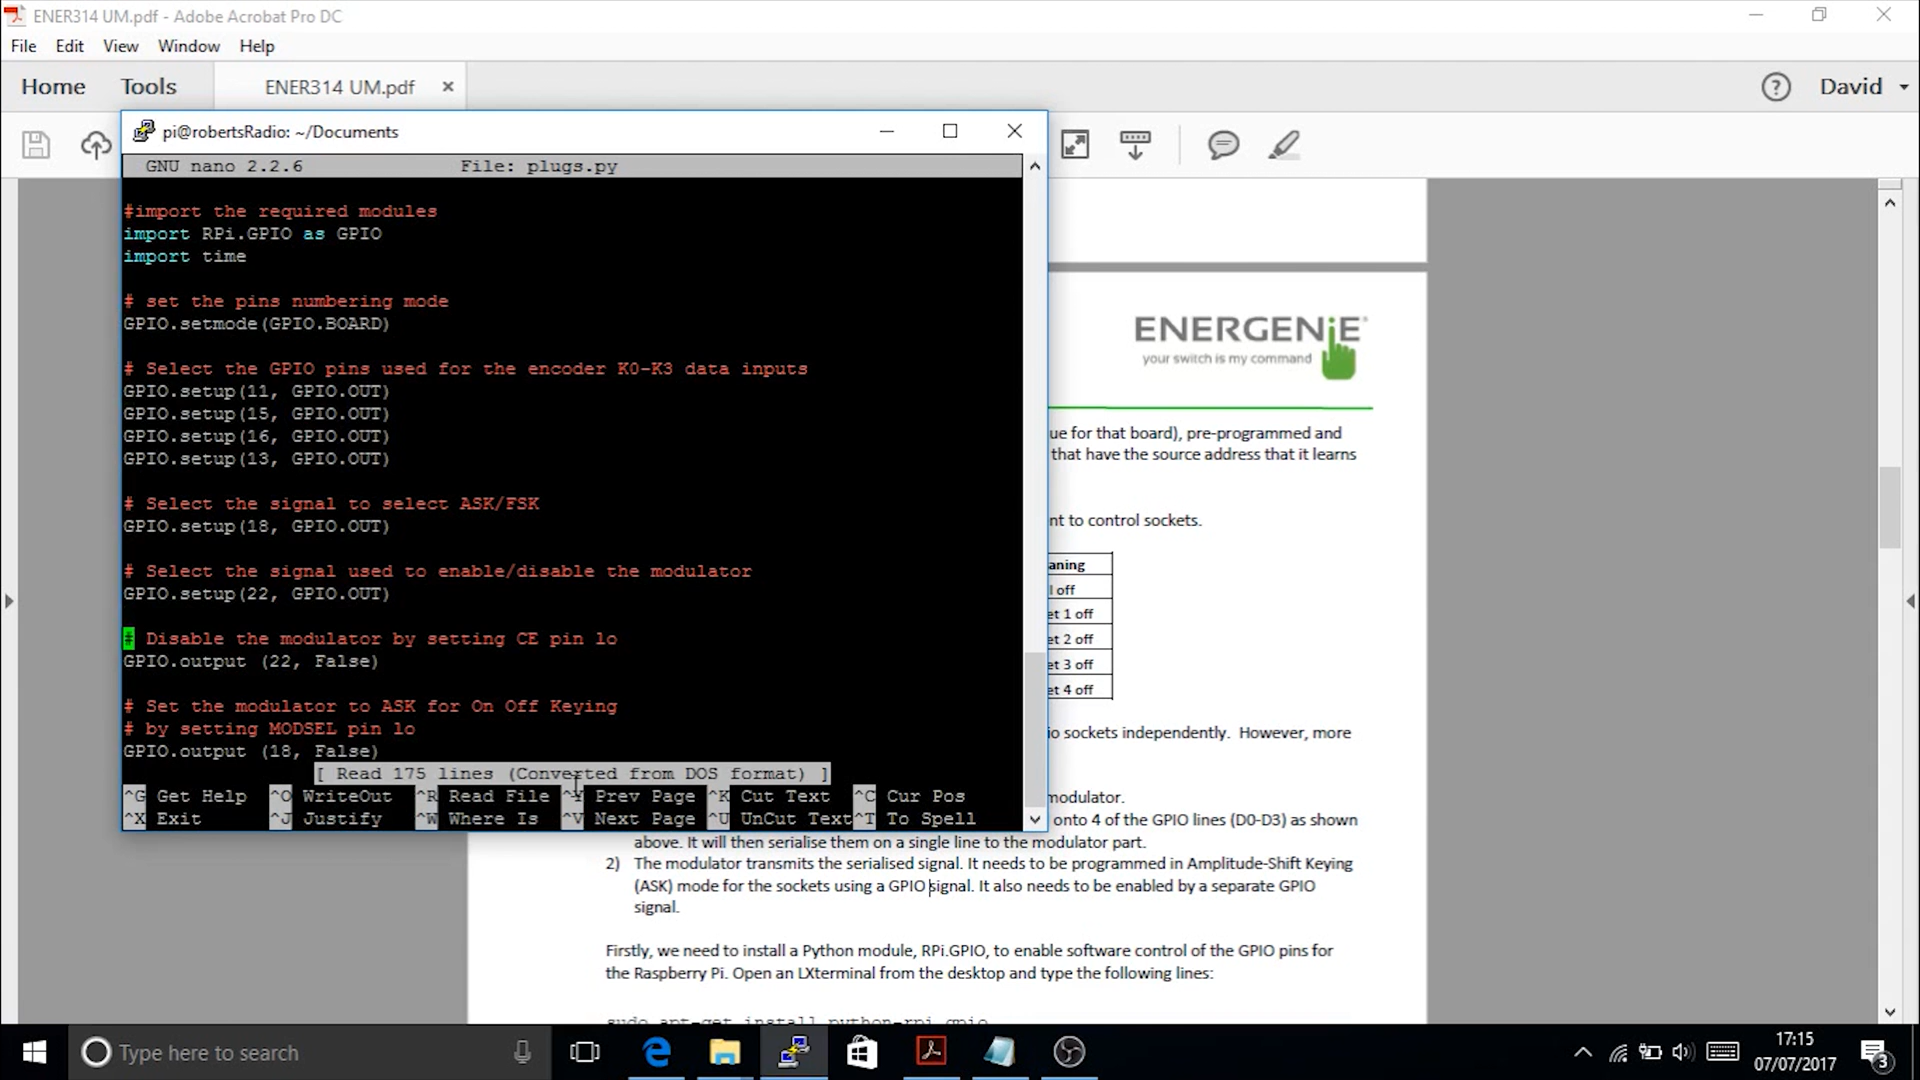 ENER314 UM.pdf - Adobe Acrobat Pro DC
File Edit View Window Help
Home Tools ENER314 UM.pdf × David
pi@robertsRadio: ~/Documents
GNU nano 2.2.6 File: plugs.py
#import the required modules
import RPi.GPIO as GPIO
import time
# set the pins numbering mode
GPIO.setmode(GPIO.BOARD)
# Select the GPIO pins used for the encoder K0-K3 data inputs
GPIO.setup(11, GPIO.OUT)
GPIO.setup(15, GPIO.OUT)
GPIO.setup(16, GPIO.OUT)
GPIO.setup(13, GPIO.OUT)
# Select the signal to select ASK/FSK
GPIO.setup(18, GPIO.OUT)
# Select the signal used to enable/disable the modulator
GPIO.setup(22, GPIO.OUT)
# Disable the modulator by setting CE pin lo
GPIO.output (22, False)
# Set the modulator to ASK for On Off Keying
# by setting MODSEL pin lo
GPIO.output (18, False)
[ Read 175 lines (Converted from DOS format) ]
^G Get Help ^O WriteOut ^R Read File ^Y Prev Page ^K Cut Text ^C Cur Pos
^X Exit ^J Justify ^W Where Is ^V Next Page ^U UnCut Text ^T To Spell
ENERGENiE
your switch is my command
ue for that board), pre-programmed and
that have the source address that it learns
nt to control sockets.
aning
l off
et 1 off
et 2 off
et 3 off
et 4 off
io sockets independently. However, more
modulator.
onto 4 of the GPIO lines (D0-D3) as shown
above. It will then serialise them on a single line to the modulator part.
2) The modulator transmits the serialised signal. It needs to be programmed in Amplitude-Shift Keying
(ASK) mode for the sockets using a GPIO signal. It also needs to be enabled by a separate GPIO
signal.
Firstly, we need to install a Python module, RPi.GPIO, to enable software control of the GPIO pins for
the Raspberry Pi. Open an LXterminal from the desktop and type the following lines:
sudo apt-get install python-rpi.gpio
Type here to search
17:15
07/07/2017
3